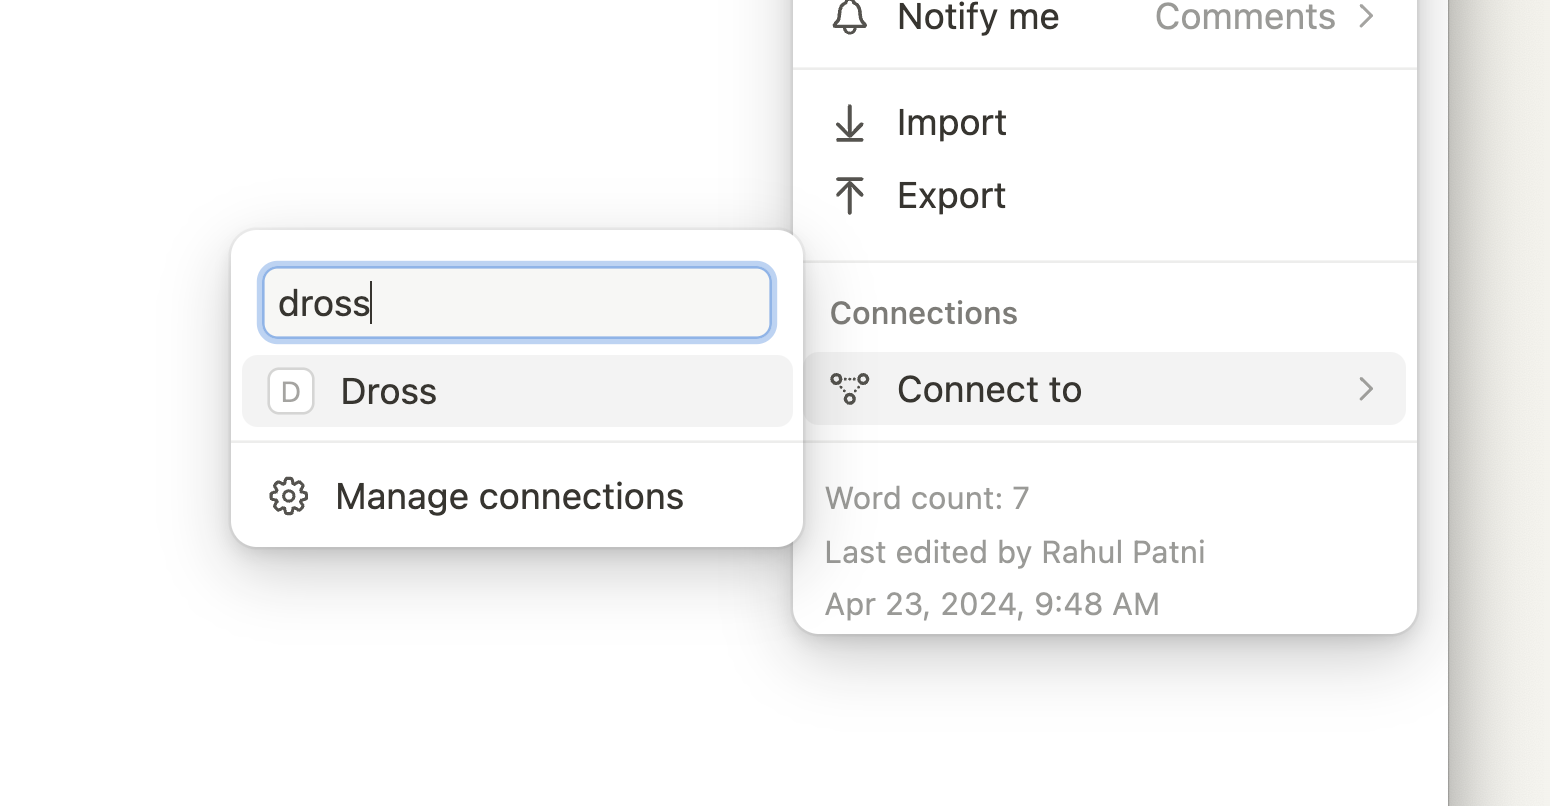 Notify me Comments
Import
Export
Connections
Connect to
Word count: 7
Last edited by Rahul Patni
Apr 23, 2024, 9:48 AM
dross
D Dross
Manage connections